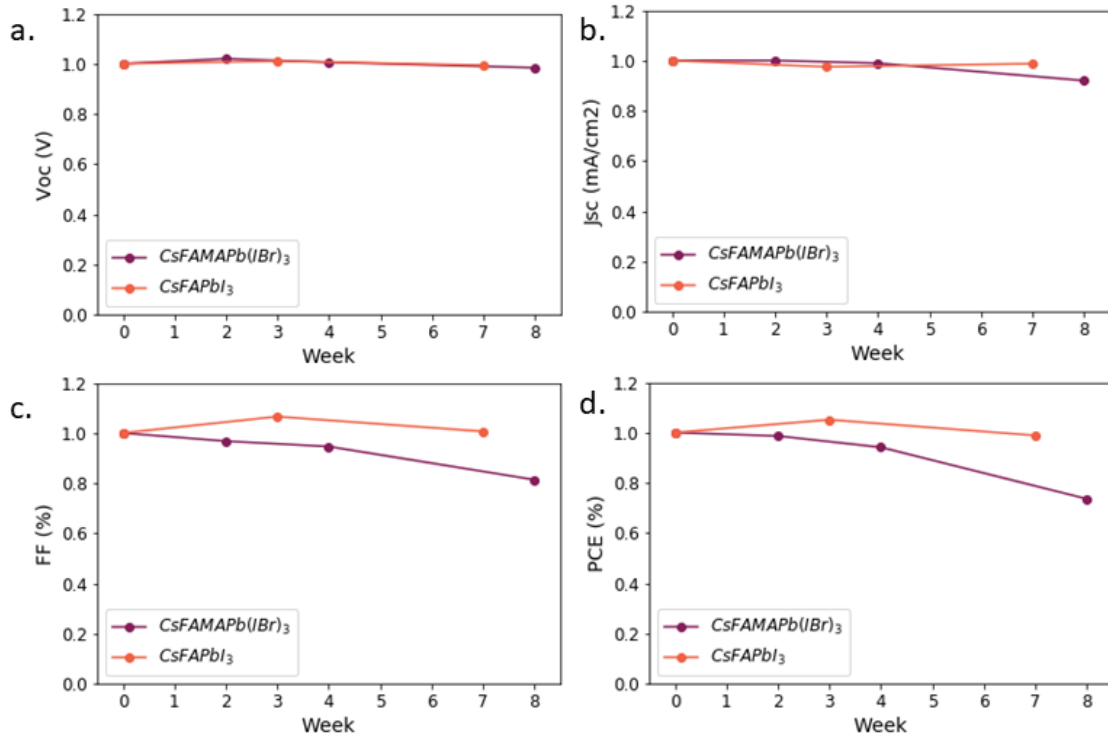 a.
Voc (V)
1.2
1.0
0.8
0.6
0.4
0.2
0.0
CsFAMAPb(IBr)₃
CsFAPbI₃
0 1 2 3 4 5 6 7 8
Week
b.
Jsc (mA/cm2)
1.2
1.0
0.8
0.6
0.4
0.2
0.0
CsFAMAPb(IBr)₃
CsFAPbI₃
0 1 2 3 4 5 6 7 8
Week
c.
FF (%)
1.2
1.0
0.8
0.6
0.4
0.2
0.0
CsFAMAPb(IBr)₃
CsFAPbI₃
0 1 2 3 4 5 6 7 8
Week
d.
PCE (%)
1.2
1.0
0.8
0.6
0.4
0.2
0.0
CsFAMAPb(IBr)₃
CsFAPbI₃
0 1 2 3 4 5 6 7 8
Week